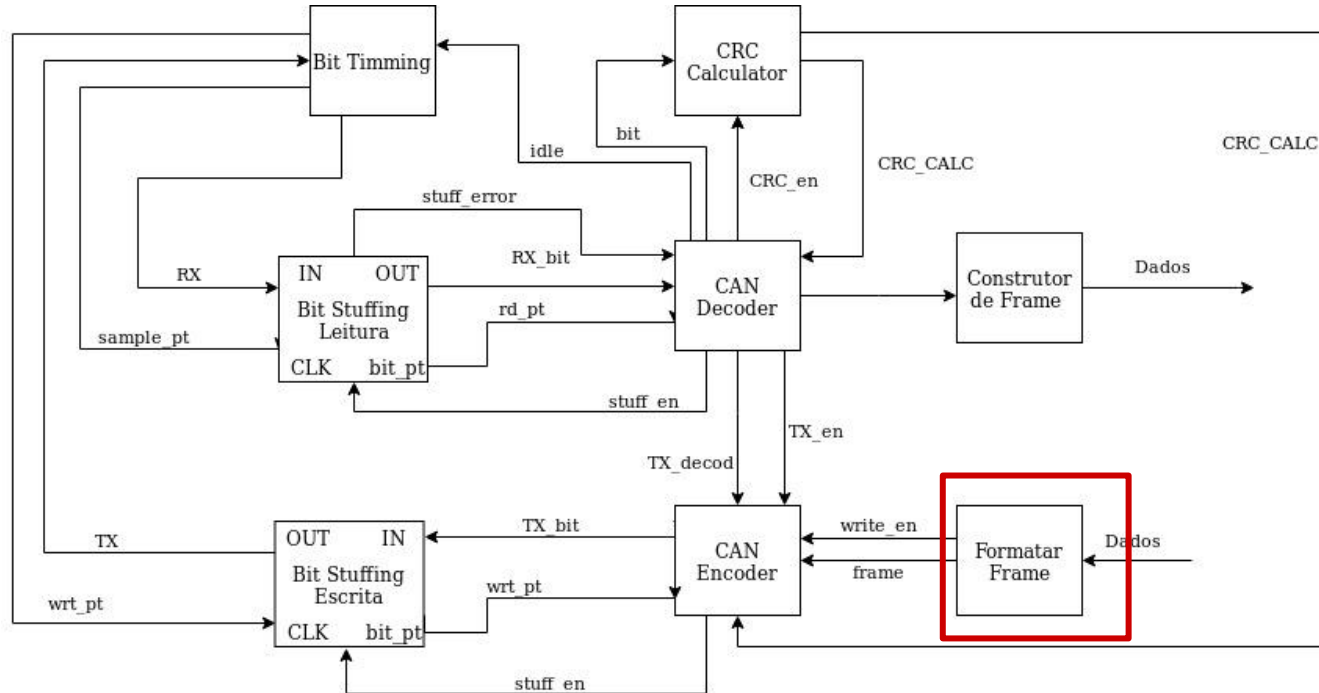 Bit Timming
CRC
Calculator
bit
idle
CRC_en
CRC_CALC
CRC_CALC
stuff_error
RX
IN
OUT
Bit Stuffing
Leitura
CLK
bit_pt
RX_bit
rd_pt
sample_pt
CAN
Decoder
Construtor
de Frame
Dados
stuff_en
TX_en
TX_decod
TX
OUT
IN
Bit Stuffing
Escrita
CLK
bit_pt
TX_bit
wrt_pt
wrt_pt
CAN
Encoder
write_en
frame
Formatar
Frame
Dados
stuff_en